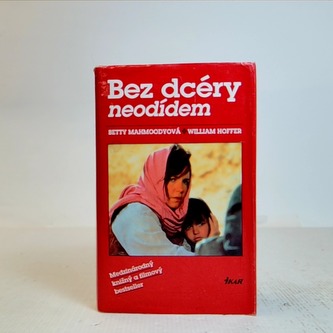 Bez dcéry
neodídem
BETTY MAHMOODYOVÁ WILLIAM HOFFER
Medzinárodný
knižný a filmový
bestseller
IKAR